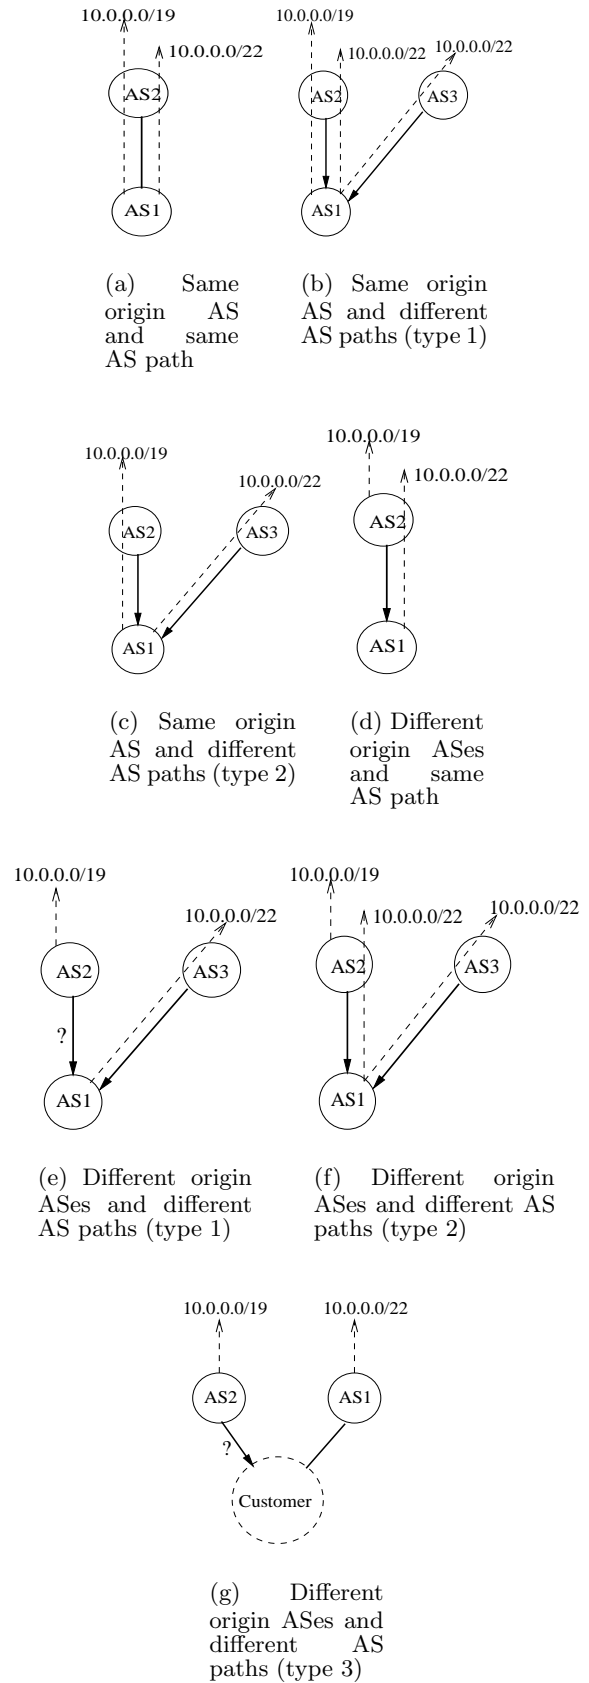 10.0.0.0/19
10.0.0.0/22
AS2
AS1
(a) Same
origin AS
and same
AS path
10.0.0.0/19
10.0.0.0/22
10.0.0.0/22
AS2
AS3
AS1
(b) Same origin
AS and different
AS paths (type 1)
10.0.0.0/19
10.0.0.0/22
AS2
AS3
AS1
(c) Same origin
AS and different
AS paths (type 2)
10.0.0.0/19
10.0.0.0/22
AS2
AS1
(d) Different
origin ASes
and same
AS path
10.0.0.0/19
10.0.0.0/22
AS2
AS3
?
AS1
(e) Different origin
ASes and different
AS paths (type 1)
10.0.0.0/19
10.0.0.0/22
10.0.0.0/22
AS2
AS3
AS1
(f) Different origin
ASes and different AS
paths (type 2)
10.0.0.0/19
10.0.0.0/22
AS2
AS1
?
Customer
(g) Different
origin ASes and
different AS
paths (type 3)